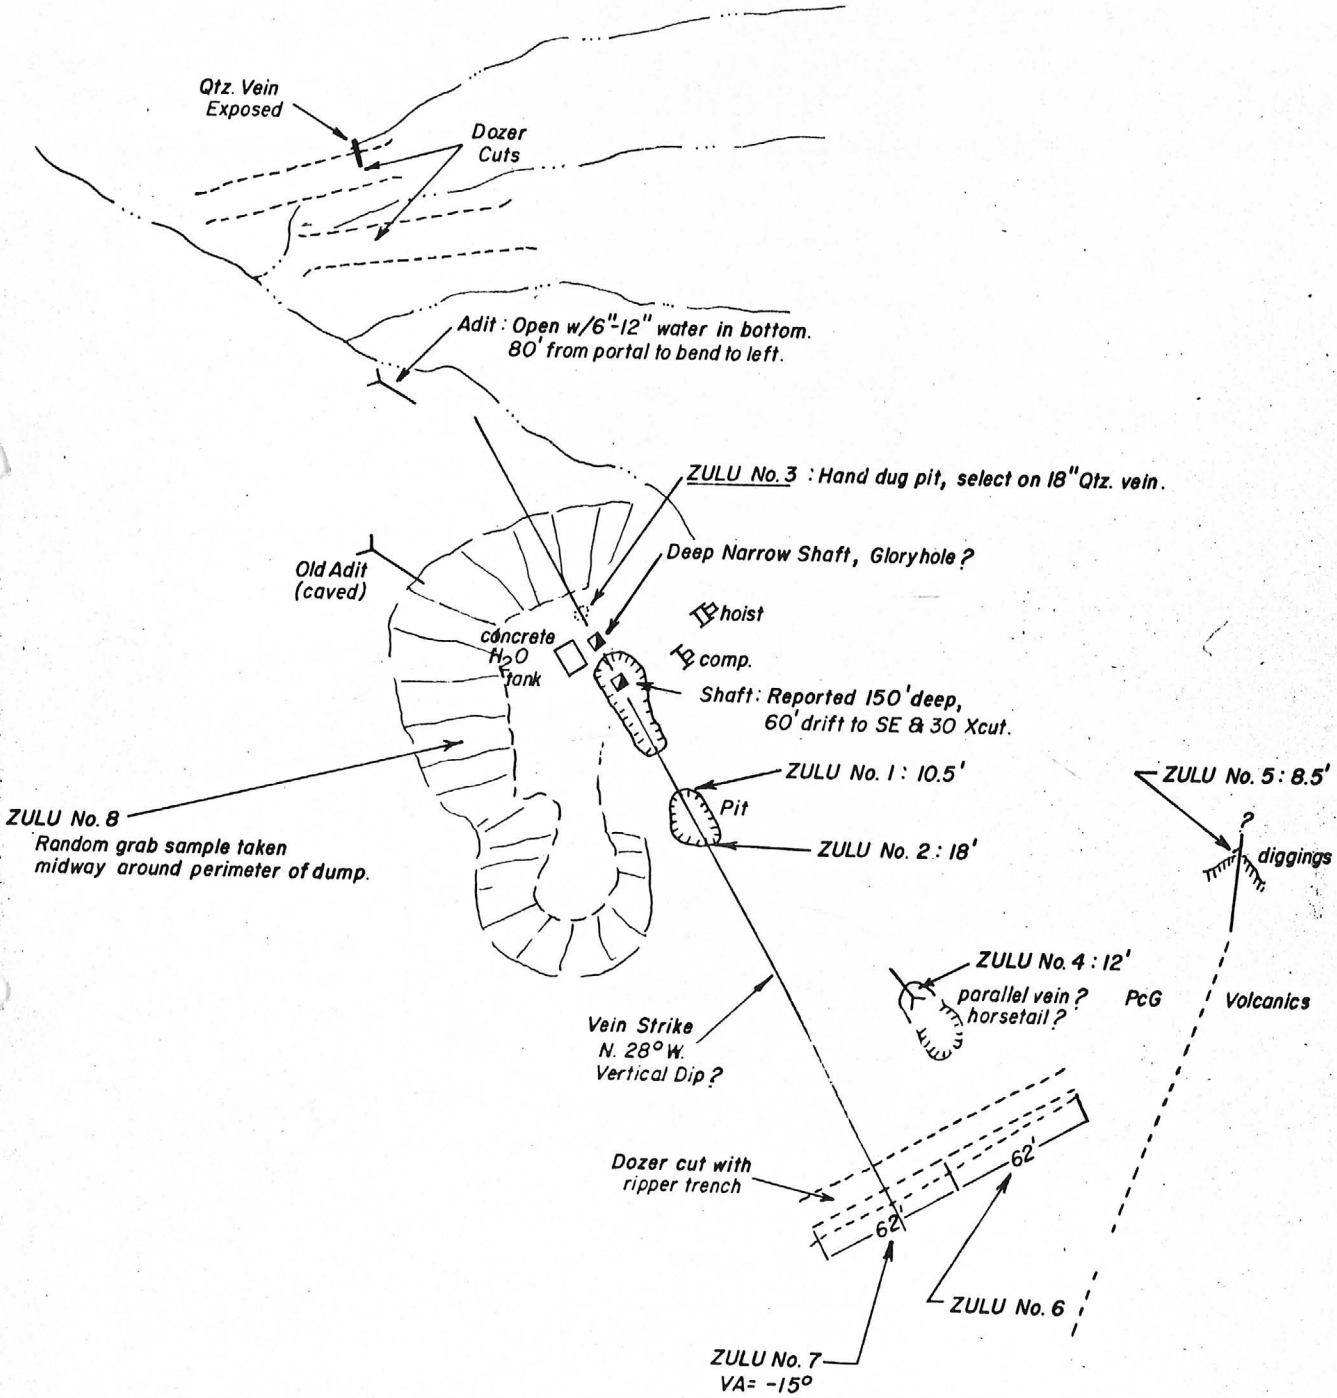 Qtz. Vein
Exposed
Dozer
Cuts
Adit : Open w/6"-12" water in bottom.
80' from portal to bend to left.
ZULU No. 3 : Hand dug pit, select on 18" Qtz. vein.
Deep Narrow Shaft, Gloryhole ?
Old Adit
(caved)
hoist
concrete
H2O
tank
comp.
Shaft: Reported 150' deep,
60' drift to SE & 30 Xcut.
ZULU No. 1 : 10.5'
Pit
ZULU No. 2 : 18'
ZULU No. 5 : 8.5'
?
diggings
ZULU No. 8
Random grab sample taken
midway around perimeter of dump.
ZULU No. 4 : 12'
parallel vein ?
horsetail ?
PcG
Volcanics
Vein Strike
N. 28° W.
Vertical Dip ?
Dozer cut with
ripper trench
62'
62'
ZULU No. 6
ZULU No. 7
VA= -15°